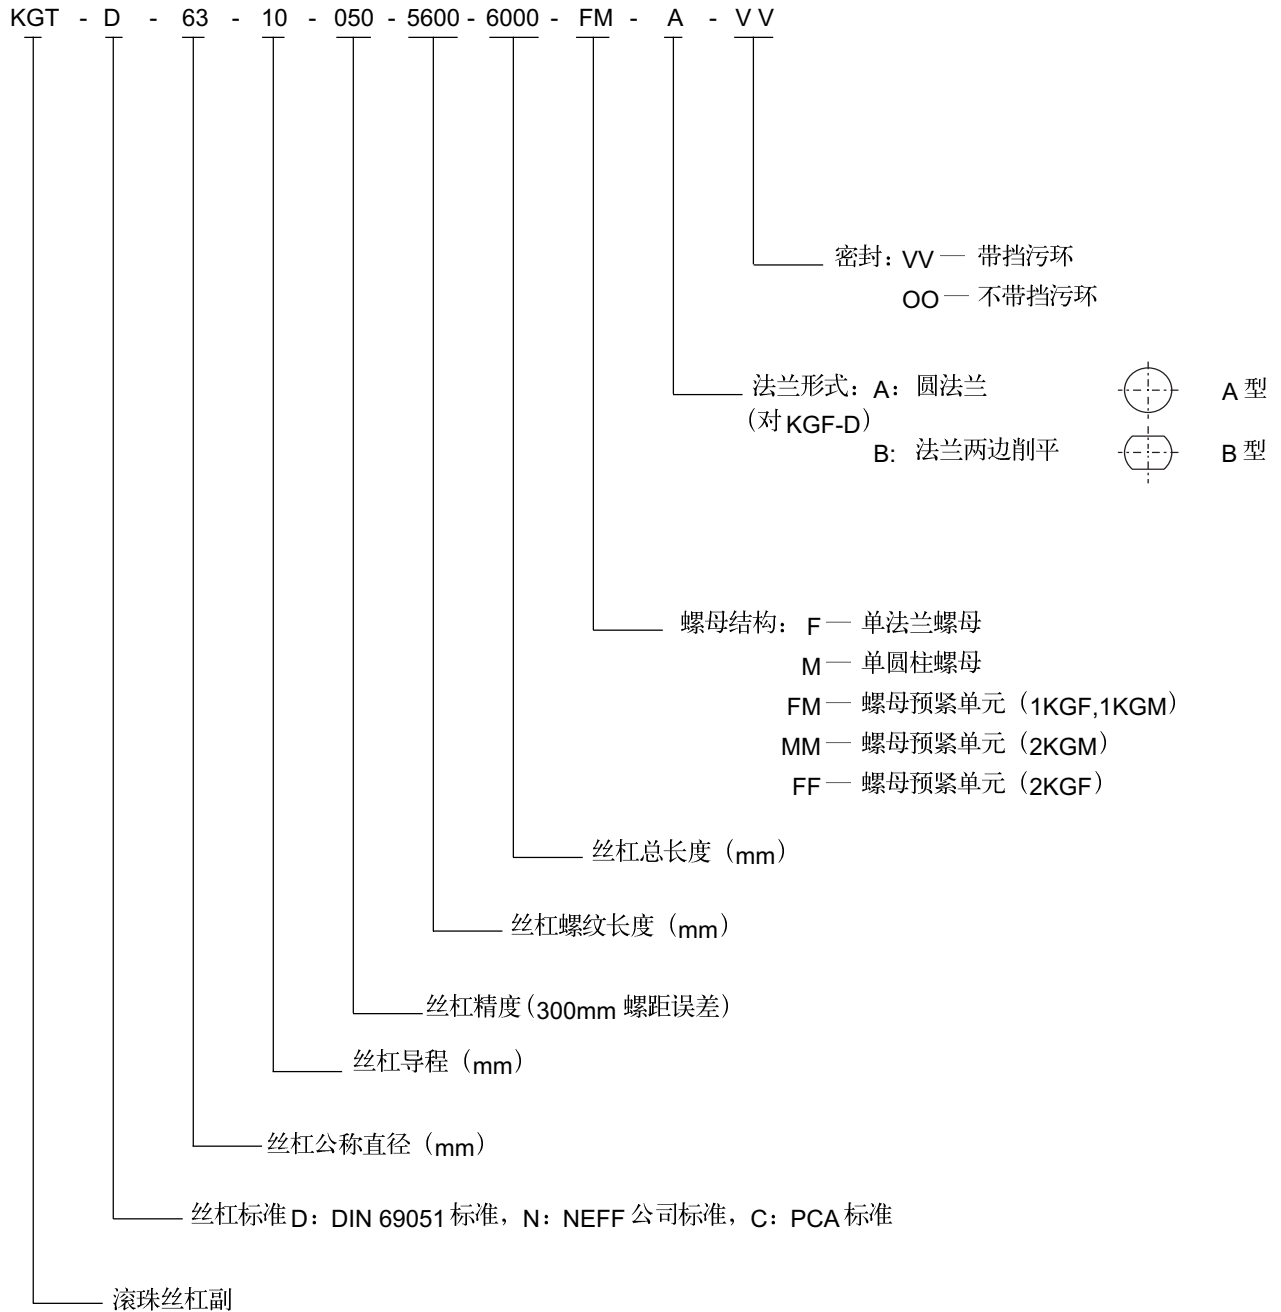 KGT - D - 63 - 10 - 050 - 5600 - 6000 - FM - A - VV
密封：VV — 带挡污环
OO — 不带挡污环
法兰形式：A：圆法兰 A 型
（对 KGF-D）
B: 法兰两边削平 B 型
螺母结构：F — 单法兰螺母
M — 单圆柱螺母
FM — 螺母预紧单元（1KGF,1KGM）
MM — 螺母预紧单元（2KGM）
FF — 螺母预紧单元（2KGF）
丝杠总长度（mm）
丝杠螺纹长度（mm）
丝杠精度（300mm 螺距误差）
丝杠导程（mm）
丝杠公称直径（mm）
丝杠标准 D：DIN 69051 标准，N：NEFF 公司标准，C：PCA 标准
滚珠丝杠副